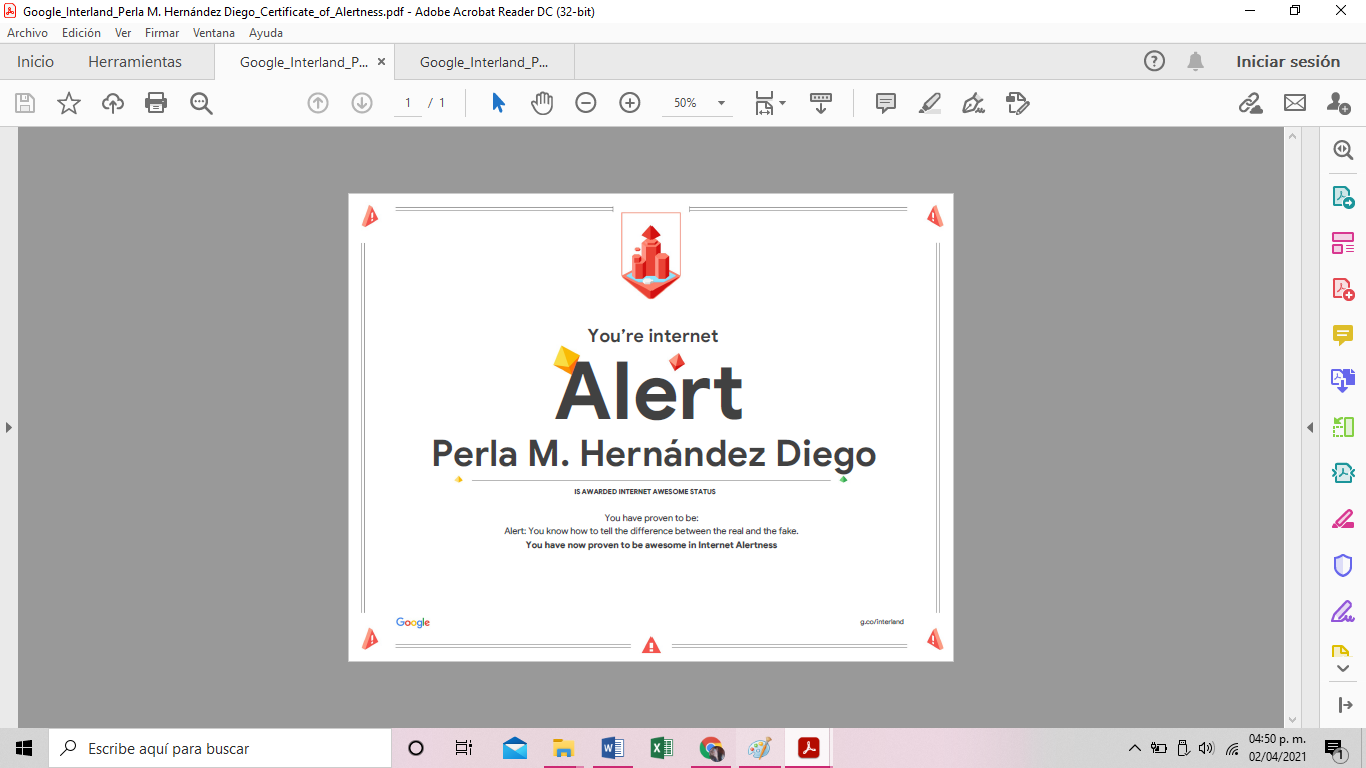 Google_Interland_Perla M. Hernández Diego_Certificate_of_Alertness.pdf - Adobe Acrobat Reader DC (32-bit)
Archivo Edición Ver Firmar Ventana Ayuda
Inicio Herramientas Google_Interland_P... × Google_Interland_P... Iniciar sesión
1 / 1 50%
You're internet
Alert
Perla M. Hernández Diego
IS AWARDED INTERNET AWESOME STATUS
You have proven to be:
Alert: You know how to tell the difference between the real and the fake.
You have now proven to be awesome in Internet Alertness
Google g.co/interland
Escribe aquí para buscar
04:50 p. m.
02/04/2021
1